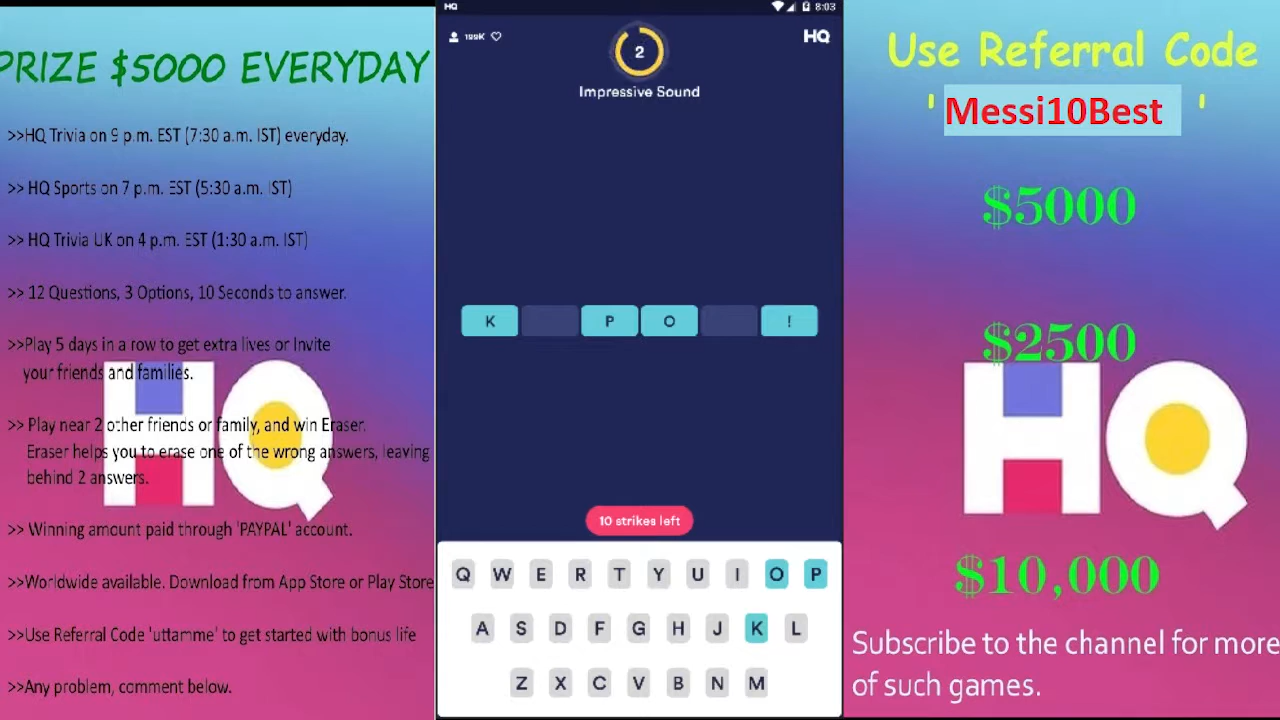 PRIZE $5000 EVERYDAY
>>HQ Trivia on 9 p.m. EST (7:30 a.m. IST) everyday.
>> HQ Sports on 7 p.m. EST (5:30 a.m. IST)
>> HQ Trivia UK on 4 p.m. EST (1:30 a.m. IST)
>> 12 Questions, 3 Options, 10 Seconds to answer.
>>Play 5 days in a row to get extra lives or Invite
your friends and families.
>> Play near 2 other friends or family, and win Eraser.
Eraser helps you to erase one of the wrong answers, leaving
behind 2 answers.
>> Winning amount paid through 'PAYPAL' account.
>>Worldwide available. Download from App Store or Play Store
>>Use Referral Code 'uttamme' to get started with bonus life
>>Any problem, comment below.
HQ
HQ
8:03
199K
2
HQ
Impressive Sound
K P O !
10 strikes left
Q W E R T Y U I O P
A S D F G H J K L
Z X C V B N M
Use Referral Code
' Messi10Best '
$5000
$2500
HQ
$10,000
Subscribe to the channel for more
of such games.